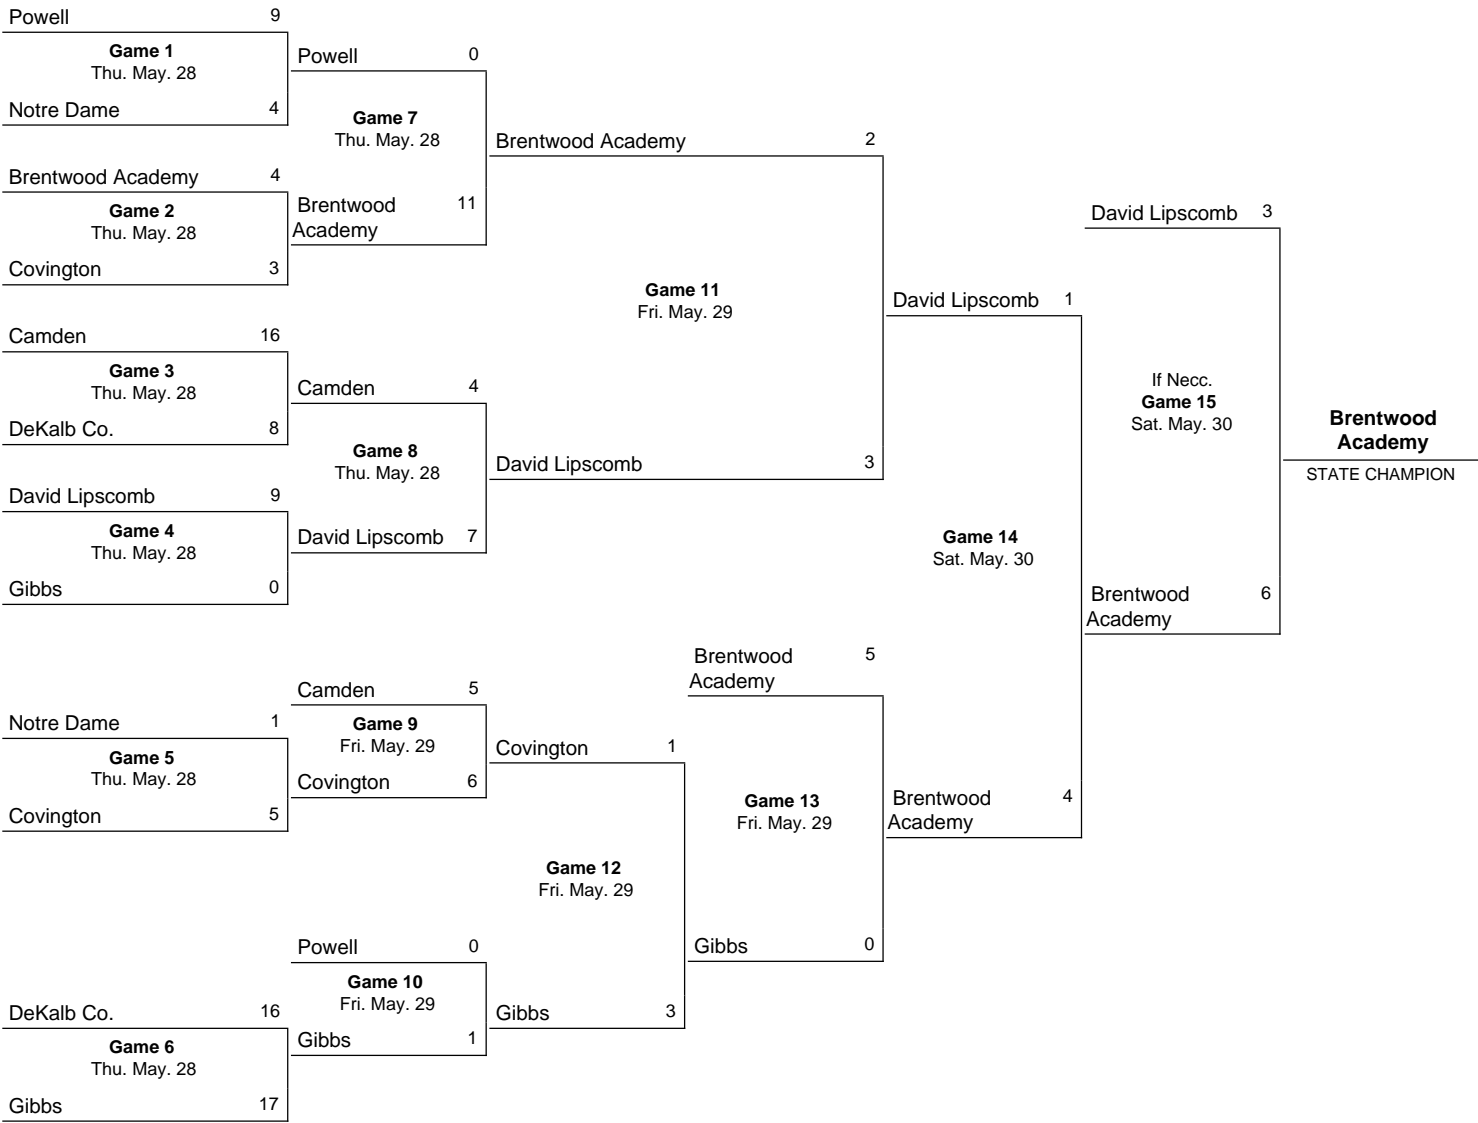 Powell 9
Game 1
Thu. May. 28
Notre Dame 4
Brentwood Academy 4
Game 2
Thu. May. 28
Covington 3
Camden 16
Game 3
Thu. May. 28
DeKalb Co. 8
David Lipscomb 9
Game 4
Thu. May. 28
Gibbs 0
Notre Dame 1
Game 5
Thu. May. 28
Covington 5
DeKalb Co. 16
Game 6
Thu. May. 28
Gibbs 17
Powell 0
Game 7
Thu. May. 28
Brentwood 11
Academy
Camden 4
Game 8
Thu. May. 28
David Lipscomb 7
Camden 5
Game 9
Fri. May. 29
Covington 6
Powell 0
Game 10
Fri. May. 29
Gibbs 1
Brentwood Academy 2
Game 11
Fri. May. 29
David Lipscomb 3
Covington 1
Game 12
Fri. May. 29
Gibbs 3
Brentwood 5
Academy
Game 13
Fri. May. 29
Gibbs 0
David Lipscomb 1
Game 14
Sat. May. 30
Brentwood 4
Academy
David Lipscomb 3
If Necc.
Game 15
Sat. May. 30
Brentwood 6
Academy
Brentwood
Academy
STATE CHAMPION